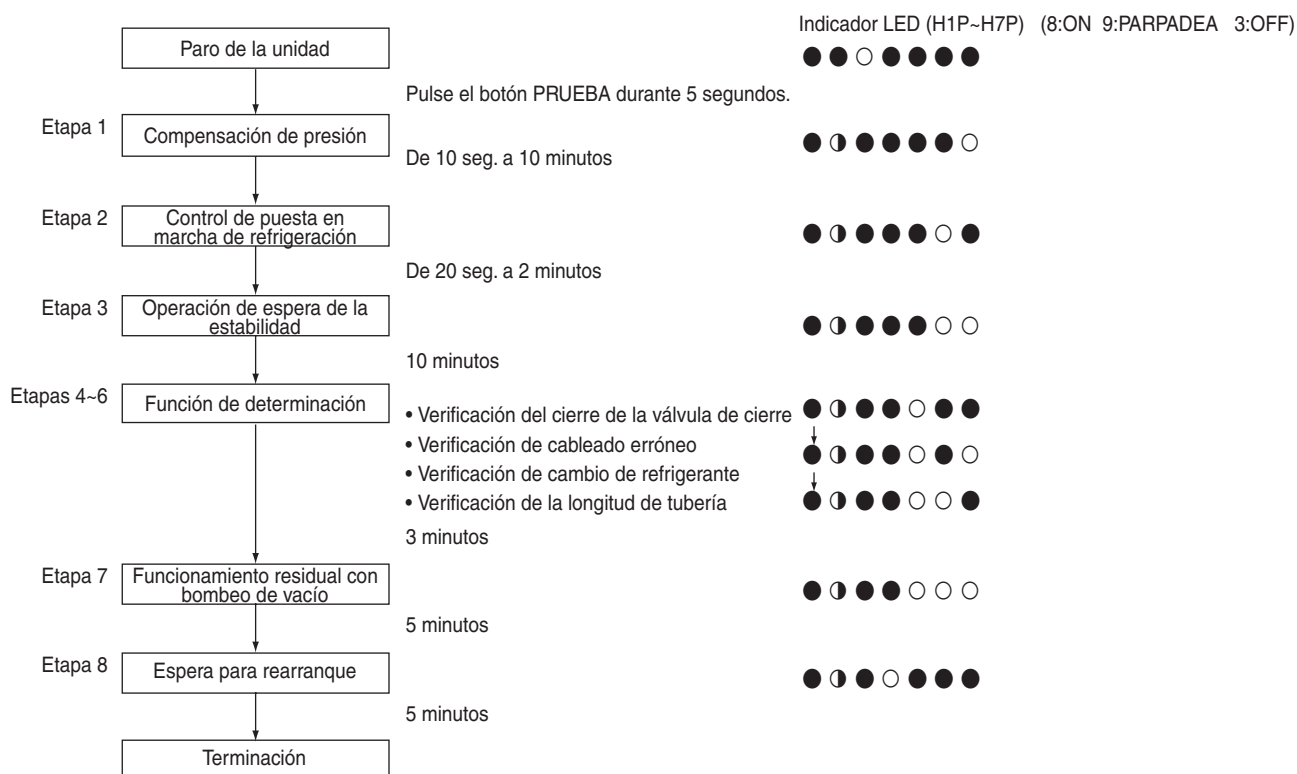 Indicador LED (H1P~H7P) (8:ON 9:PARPADEA 3:OFF)
Paro de la unidad
Pulse el botón PRUEBA durante 5 segundos.
Etapa 1
Compensación de presión
De 10 seg. a 10 minutos
Etapa 2
Control de puesta en
marcha de refrigeración
De 20 seg. a 2 minutos
Etapa 3
Operación de espera de la
estabilidad
10 minutos
Etapas 4~6
Función de determinación
• Verificación del cierre de la válvula de cierre
• Verificación de cableado erróneo
• Verificación de cambio de refrigerante
• Verificación de la longitud de tubería
3 minutos
Etapa 7
Funcionamiento residual con
bombeo de vacío
5 minutos
Etapa 8
Espera para rearranque
5 minutos
Terminación